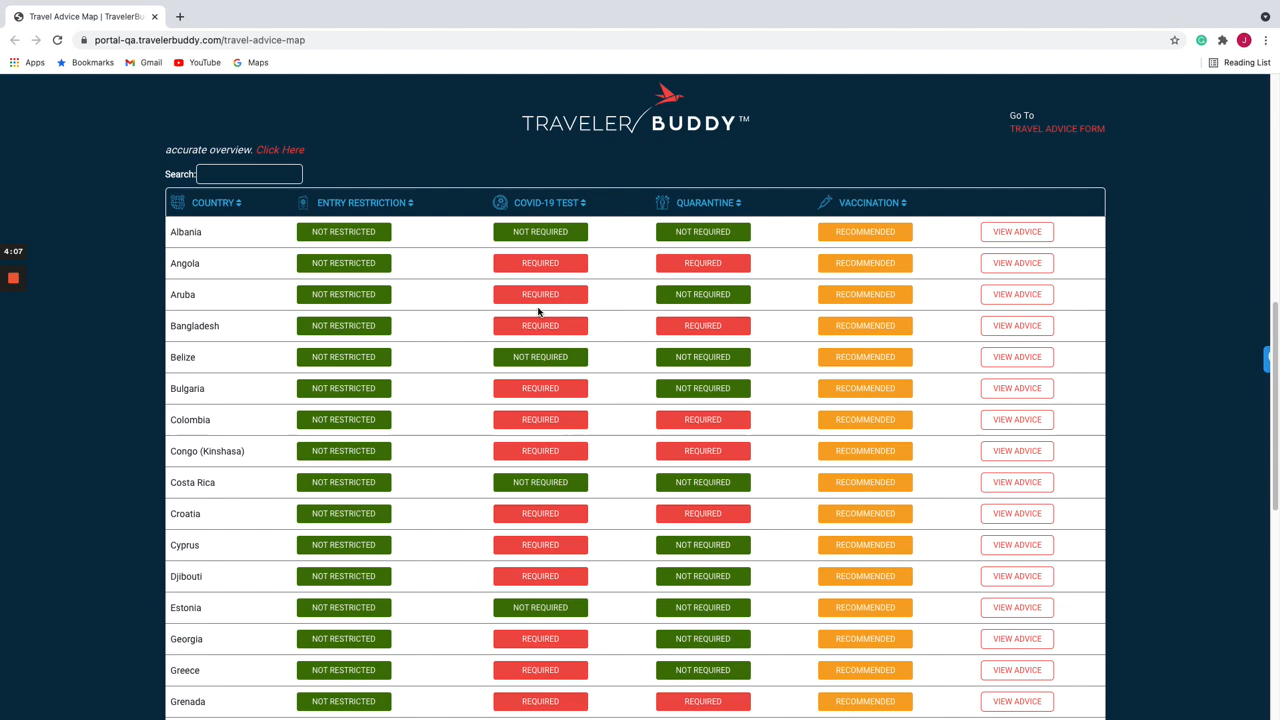 Travel Advice Map | TravelerBu
portal-qa.travelerbuddy.com/travel-advice-map
J
Apps Bookmarks Gmail YouTube Maps Reading List
TRAVELER BUDDY™
Go To
TRAVEL ADVICE FORM
accurate overview. Click Here
Search:
COUNTRY ENTRY RESTRICTION COVID-19 TEST QUARANTINE VACCINATION
Albania NOT RESTRICTED NOT REQUIRED NOT REQUIRED RECOMMENDED VIEW ADVICE
4:07
Angola NOT RESTRICTED REQUIRED REQUIRED RECOMMENDED VIEW ADVICE
Aruba NOT RESTRICTED REQUIRED NOT REQUIRED RECOMMENDED VIEW ADVICE
Bangladesh NOT RESTRICTED REQUIRED REQUIRED RECOMMENDED VIEW ADVICE
Belize NOT RESTRICTED NOT REQUIRED NOT REQUIRED RECOMMENDED VIEW ADVICE
Bulgaria NOT RESTRICTED REQUIRED NOT REQUIRED RECOMMENDED VIEW ADVICE
Colombia NOT RESTRICTED REQUIRED REQUIRED RECOMMENDED VIEW ADVICE
Congo (Kinshasa) NOT RESTRICTED REQUIRED REQUIRED RECOMMENDED VIEW ADVICE
Costa Rica NOT RESTRICTED NOT REQUIRED NOT REQUIRED RECOMMENDED VIEW ADVICE
Croatia NOT RESTRICTED REQUIRED REQUIRED RECOMMENDED VIEW ADVICE
Cyprus NOT RESTRICTED REQUIRED NOT REQUIRED RECOMMENDED VIEW ADVICE
Djibouti NOT RESTRICTED REQUIRED NOT REQUIRED RECOMMENDED VIEW ADVICE
Estonia NOT RESTRICTED NOT REQUIRED NOT REQUIRED RECOMMENDED VIEW ADVICE
Georgia NOT RESTRICTED REQUIRED NOT REQUIRED RECOMMENDED VIEW ADVICE
Greece NOT RESTRICTED REQUIRED NOT REQUIRED RECOMMENDED VIEW ADVICE
Grenada NOT RESTRICTED REQUIRED REQUIRED RECOMMENDED VIEW ADVICE